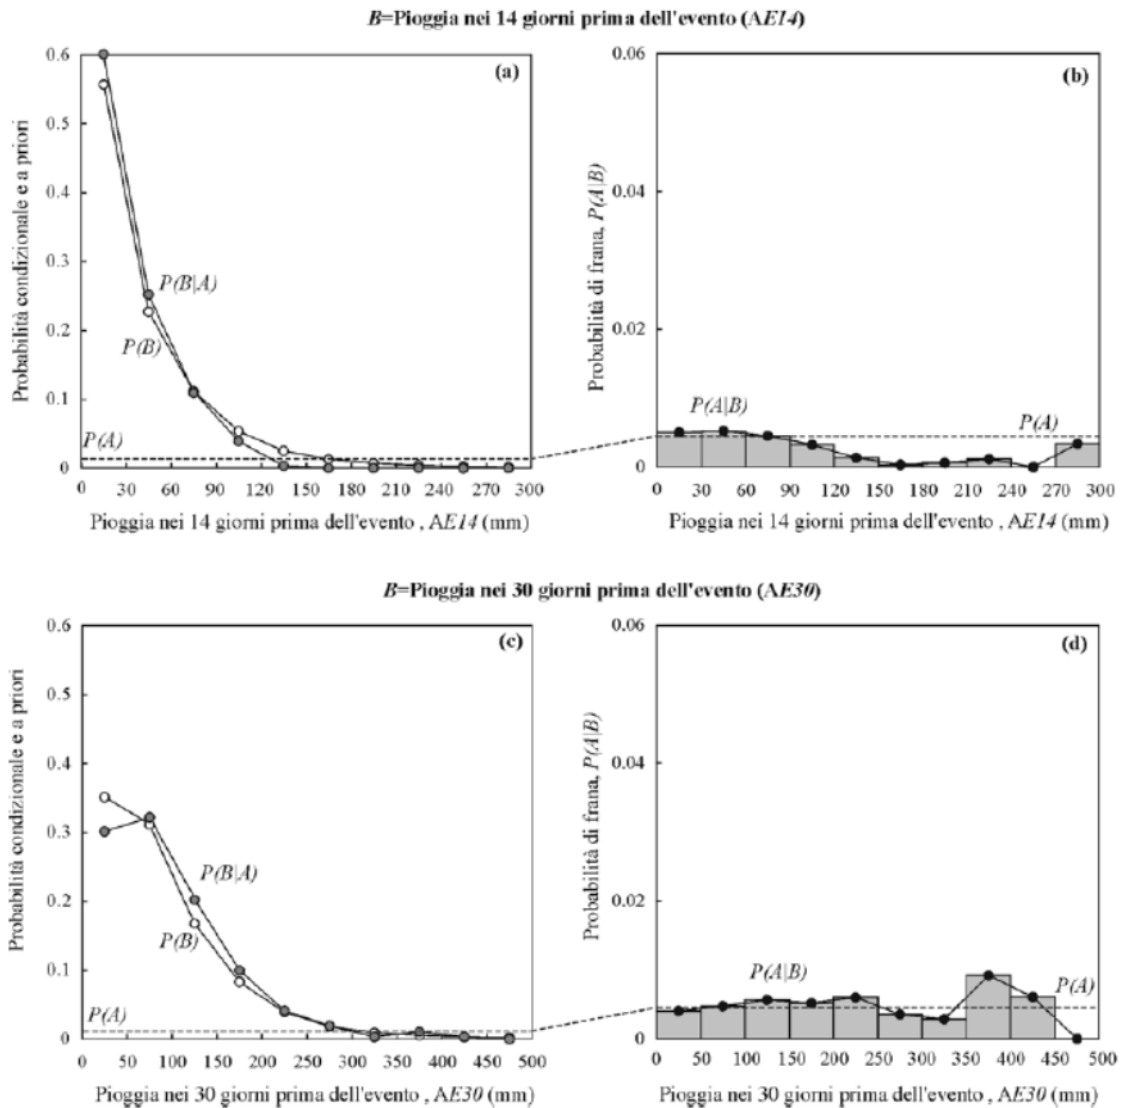 B=Pioggia nei 14 giorni prima dell'evento (AE14)
Probabilità condizionale e a priori
0.6
0.5
0.4
0.3
0.2
0.1
0
(a)
P(B|A)
P(B)
P(A)
0 30 60 90 120 150 180 210 240 270 300
Pioggia nei 14 giorni prima dell'evento , AE14 (mm)
Probabilità di frana, P(A|B)
0.06
0.04
0.02
0
(b)
P(A|B)
P(A)
0 30 60 90 120 150 180 210 240 270 300
Pioggia nei 14 giorni prima dell'evento , AE14 (mm)
B=Pioggia nei 30 giorni prima dell'evento (AE30)
Probabilità condizionale e a priori
0.6
0.5
0.4
0.3
0.2
0.1
0
(c)
P(B|A)
P(B)
P(A)
0 50 100 150 200 250 300 350 400 450 500
Pioggia nei 30 giorni prima dell'evento , AE30 (mm)
Probabilità di frana, P(A|B)
0.06
0.04
0.02
0
(d)
P(A|B)
P(A)
0 50 100 150 200 250 300 350 400 450 500
Pioggia nei 30 giorni prima dell'evento , AE30 (mm)